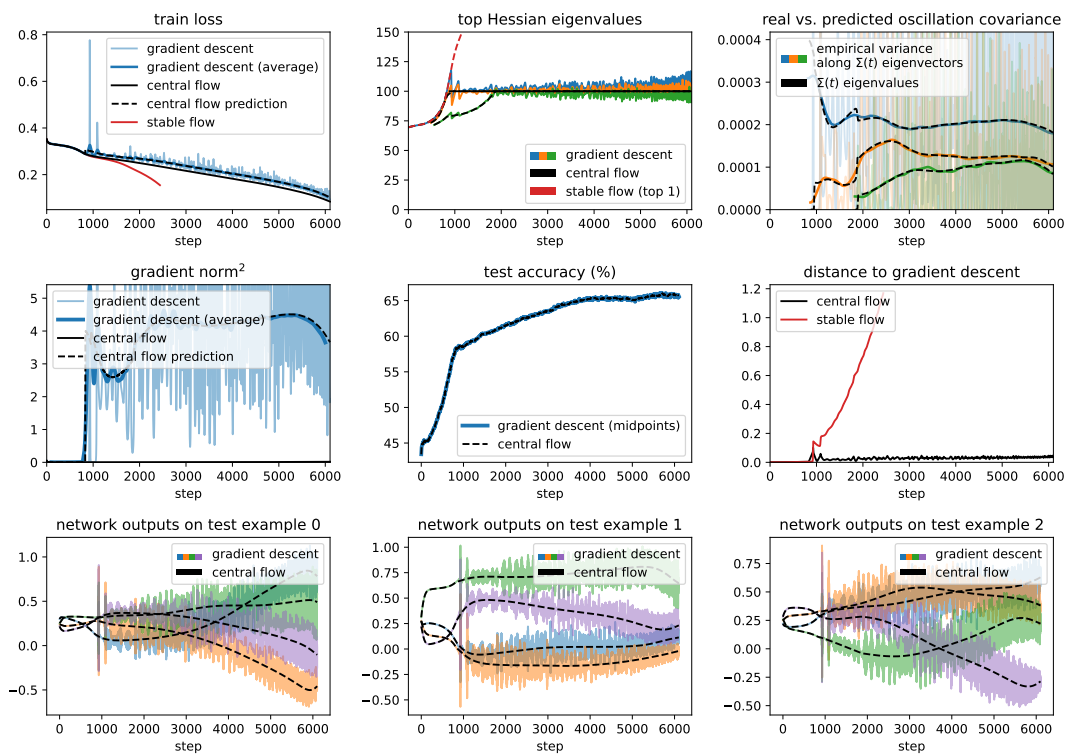 train loss
0.8
0.6
0.4
0.2
gradient descent
gradient descent (average)
central flow
central flow prediction
stable flow
0
1000
2000
3000
4000
5000
6000
step
top Hessian eigenvalues
150
125
100
75
50
25
0
gradient descent
central flow
stable flow (top 1)
0
1000
2000
3000
4000
5000
6000
step
real vs. predicted oscillation covariance
0.0004
0.0003
0.0002
0.0001
0.0000
empirical variance
along Σ(t) eigenvectors
Σ(t) eigenvalues
0
1000
2000
3000
4000
5000
6000
step
gradient norm²
5
4
3
2
1
0
gradient descent
gradient descent (average)
central flow
central flow prediction
0
1000
2000
3000
4000
5000
6000
step
test accuracy (%)
65
60
55
50
45
gradient descent (midpoints)
central flow
0
1000
2000
3000
4000
5000
6000
step
distance to gradient descent
1.2
1.0
0.8
0.6
0.4
0.2
0.0
central flow
stable flow
0
1000
2000
3000
4000
5000
6000
step
network outputs on test example 0
1.0
0.5
0.0
−0.5
gradient descent
central flow
0
1000
2000
3000
4000
5000
6000
step
network outputs on test example 1
1.00
0.75
0.50
0.25
0.00
−0.25
−0.50
gradient descent
central flow
0
1000
2000
3000
4000
5000
6000
step
network outputs on test example 2
0.75
0.50
0.25
0.00
−0.25
−0.50
gradient descent
central flow
0
1000
2000
3000
4000
5000
6000
step